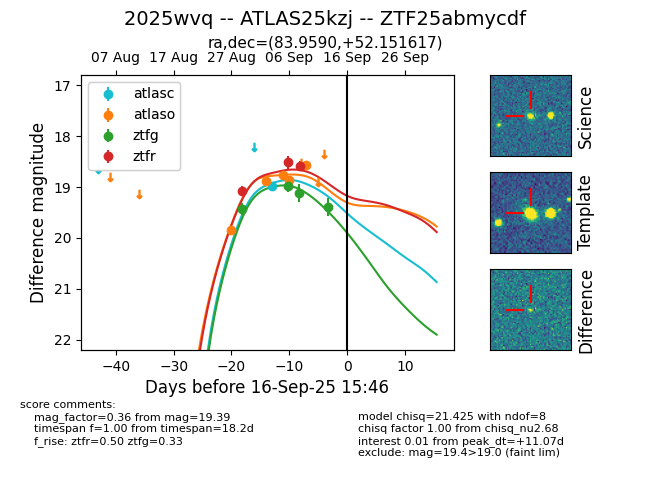 2025wvq -- ATLAS25kzj -- ZTF25abmycdf
ra,dec=(83.9590,+52.151617)
07 Aug 17 Aug 27 Aug 06 Sep 16 Sep 26 Sep
17
18
19
20
21
22
Difference magnitude
atlasc
atlaso
ztfg
ztfr
−40 −30 −20 −10 0 10
Days before 16-Sep-25 15:46
Science
Template
Difference
score comments:
mag_factor=0.36 from mag=19.39
timespan f=1.00 from timespan=18.2d
f_rise: ztfr=0.50 ztfg=0.33
model chisq=21.425 with ndof=8
chisq factor 1.00 from chisq_nu2.68
interest 0.01 from peak_dt=+11.07d
exclude: mag=19.4>19.0 (faint lim)